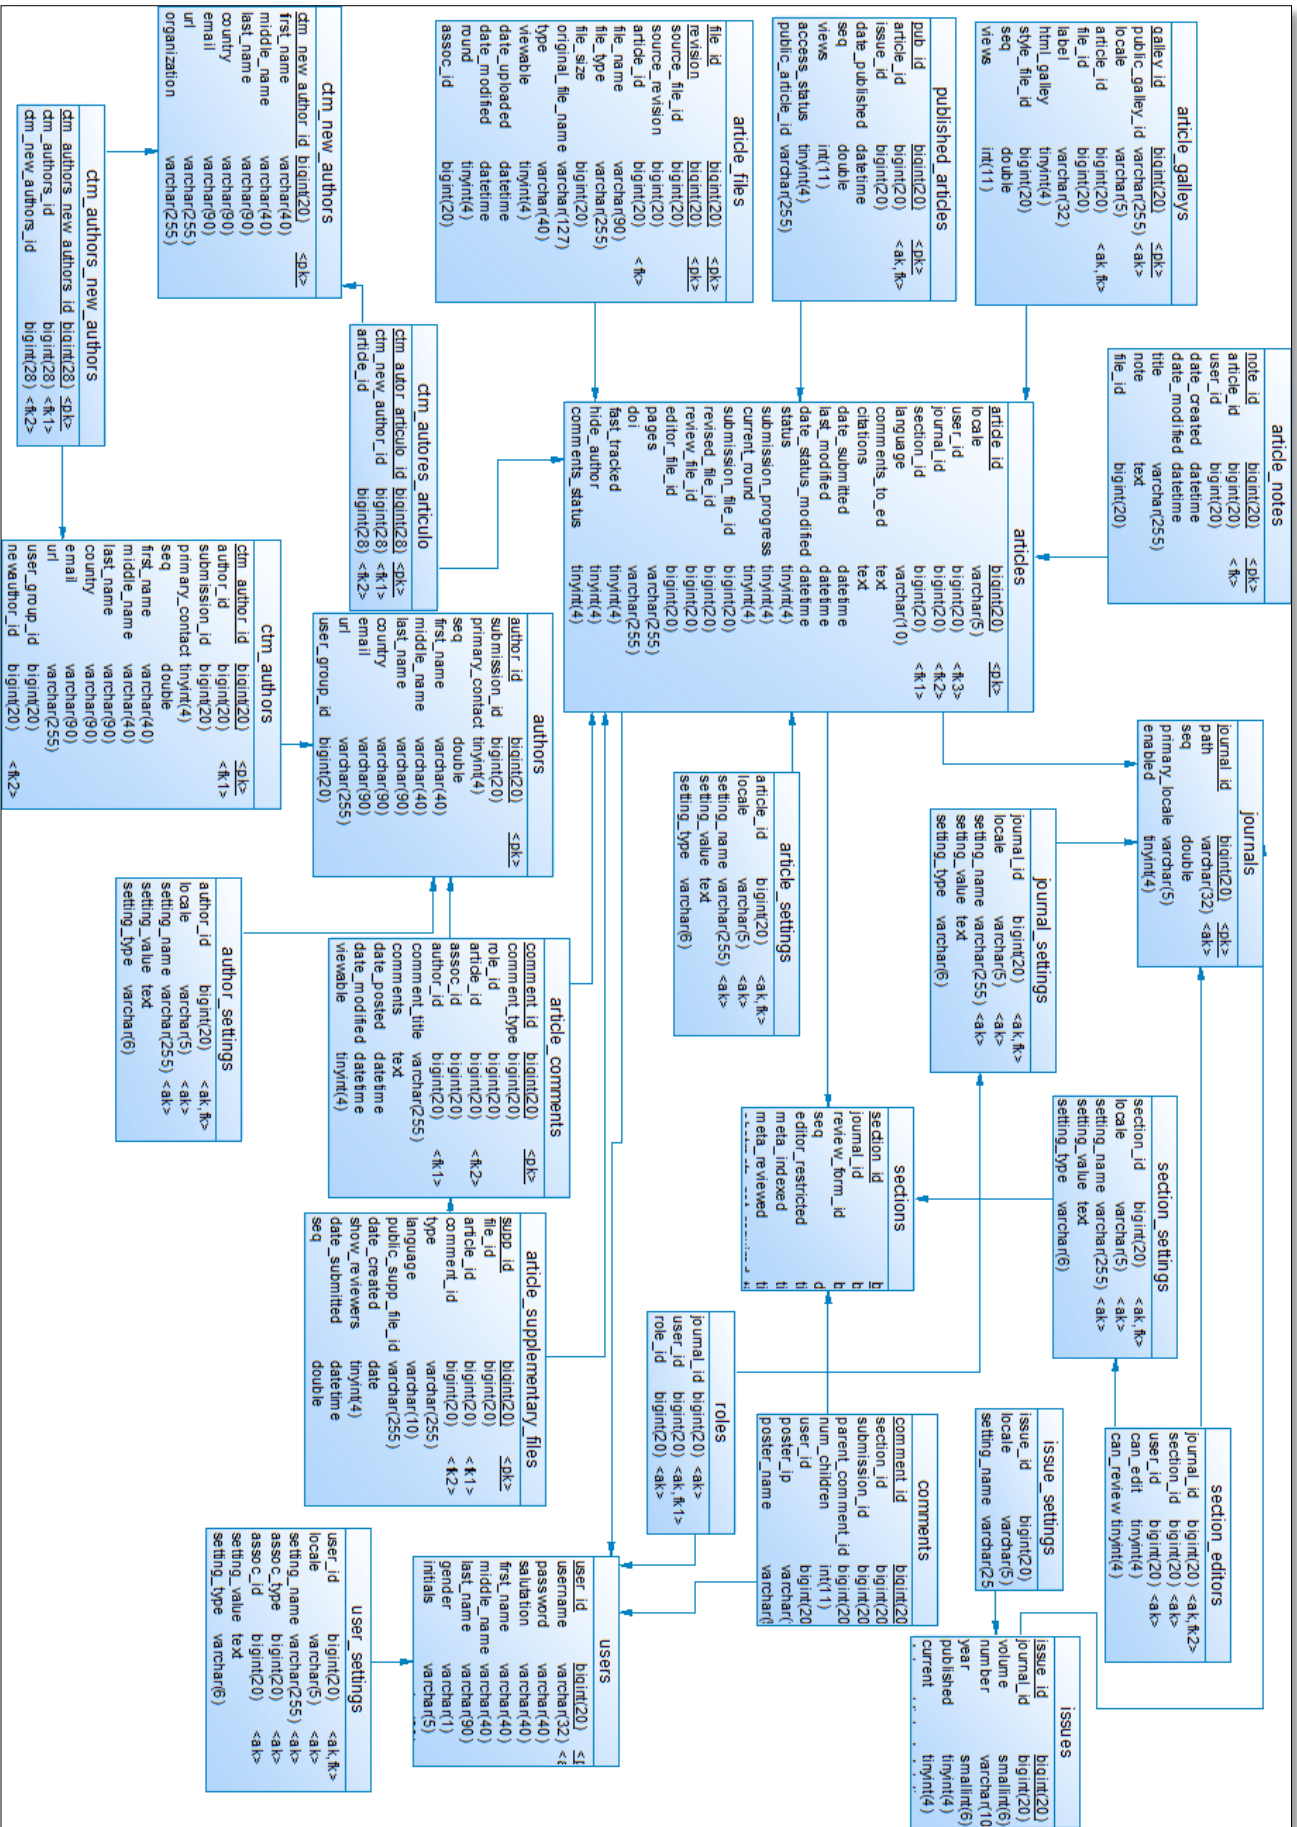 article_galleys
galley_id bigint(20) <pk>
public_galley_id varchar(255) <ak>
locale varchar(5)
article_id bigint(20) <ak,fk>
file_id bigint(20)
label varchar(32)
html_galley tinyint(4)
style_file_id bigint(20)
seq double
views int(11)
article_notes
note_id bigint(20) <pk>
article_id bigint(20) <fk>
user_id bigint(20)
date_created datetime
date_modified datetime
title varchar(255)
note text
file_id bigint(20)
journals
journal_id bigint(20) <pk>
path varchar(32) <ak>
seq double
primary_locale varchar(5)
enabled tinyint(4)
section_editors
journal_id bigint(20) <ak,fk2>
section_id bigint(20) <ak>
user_id bigint(20) <ak>
can_edit tinyint(4)
can_review tinyint(4)
section_settings
section_id bigint(20) <ak,fk>
locale varchar(5) <ak>
setting_name varchar(255) <ak>
setting_value text
setting_type varchar(6)
issues
issue_id bigint(20)
journal_id bigint(20)
volume smallint(6)
number varchar(10
year smallint(6)
published tinyint(4)
current tinyint(4)
issue_settings
issue_id bigint(20)
locale varchar(5)
setting_name varchar(25
journal_settings
journal_id bigint(20) <ak,fk>
locale varchar(5) <ak>
setting_name varchar(255) <ak>
setting_value text
setting_type varchar(6)
published_articles
pub_id bigint(20) <pk>
article_id bigint(20) <ak,fk>
issue_id bigint(20)
date_published datetime
seq double
views int(11)
access_status tinyint(4)
public_article_id varchar(255)
articles
article_id bigint(20) <pk>
locale varchar(5)
user_id bigint(20) <fk3>
journal_id bigint(20) <fk2>
section_id bigint(20) <fk1>
language varchar(10)
comments_to_ed text
citations text
date_submitted datetime
last_modified datetime
date_status_modified datetime
status tinyint(4)
submission_progress tinyint(4)
current_round tinyint(4)
submission_file_id bigint(20)
revised_file_id bigint(20)
review_file_id bigint(20)
editor_file_id bigint(20)
pages varchar(255)
doi varchar(255)
fast_tracked tinyint(4)
hide_author tinyint(4)
comments_status tinyint(4)
sections
section_id b
journal_id b
review_form_id b
seq d
editor_restricted ti
meta_indexed ti
meta_reviewed ti
comments
comment_id bigint(20
section_id bigint(20
submission_id bigint(20
parent_comment_id bigint(20
num_children int(11)
user_id bigint(20
poster_ip varchar(
poster_name varchar(
article_settings
article_id bigint(20) <ak,fk>
locale varchar(5) <ak>
setting_name varchar(255) <ak>
setting_value text
setting_type varchar(6)
article_files
file_id bigint(20) <pk>
revision bigint(20) <pk>
source_file_id bigint(20)
source_revision bigint(20)
article_id bigint(20) <fk>
file_name varchar(90)
file_type varchar(255)
file_size bigint(20)
original_file_name varchar(127)
type varchar(40)
viewable tinyint(4)
date_uploaded datetime
date_modified datetime
round tinyint(4)
assoc_id bigint(20)
roles
journal_id bigint(20) <ak>
user_id bigint(20) <ak,fk1>
role_id bigint(20) <ak>
users
user_id bigint(20)
username varchar(32)
password varchar(40)
salutation varchar(40)
first_name varchar(40)
middle_name varchar(40)
last_name varchar(90)
gender varchar(1)
initials varchar(5)
article_comments
comment_id bigint(20) <pk>
comment_type bigint(20)
role_id bigint(20)
article_id bigint(20) <fk2>
assoc_id bigint(20)
author_id bigint(20) <fk1>
comment_title varchar(255)
comments text
date_posted datetime
date_modified datetime
viewable tinyint(4)
authors
author_id bigint(20) <pk>
submission_id bigint(20)
primary_contact tinyint(4)
seq double
first_name varchar(40)
middle_name varchar(40)
last_name varchar(90)
country varchar(90)
email varchar(90)
url varchar(255)
user_group_id bigint(20)
article_supplementary_files
supp_id bigint(20) <pk>
file_id bigint(20)
article_id bigint(20) <fk1>
comment_id bigint(20) <fk2>
type varchar(255)
language varchar(10)
public_supp_file_id varchar(255)
date_created date
show_reviewers tinyint(4)
date_submitted datetime
seq double
ctm_autores_articulo
ctm_autor_articulo_id bigint(28) <pk>
ctm_new_author_id bigint(28) <fk1>
article_id bigint(28) <fk2>
user_settings
user_id bigint(20) <ak,fk>
locale varchar(5) <ak>
setting_name varchar(255) <ak>
assoc_type bigint(20) <ak>
assoc_id bigint(20) <ak>
setting_value text
setting_type varchar(6)
ctm_new_authors
ctm_new_author_id bigint(20) <pk>
first_name varchar(40)
middle_name varchar(40)
last_name varchar(90)
country varchar(90)
email varchar(90)
url varchar(255)
organization varchar(255)
ctm_authors
ctm_author_id bigint(20) <pk>
author_id bigint(20) <fk1>
submission_id bigint(20)
primary_contact tinyint(4)
seq double
first_name varchar(40)
middle_name varchar(40)
last_name varchar(90)
country varchar(90)
email varchar(90)
url varchar(255)
user_group_id bigint(20)
newauthor_id bigint(20) <fk2>
author_settings
author_id bigint(20) <ak,fk>
locale varchar(5) <ak>
setting_name varchar(255) <ak>
setting_value text
setting_type varchar(6)
ctm_authors_new_authors
ctm_authors_new_authors_id bigint(28) <pk>
ctm_authors_id bigint(28) <fk1>
ctm_new_authors_id bigint(28) <fk2>